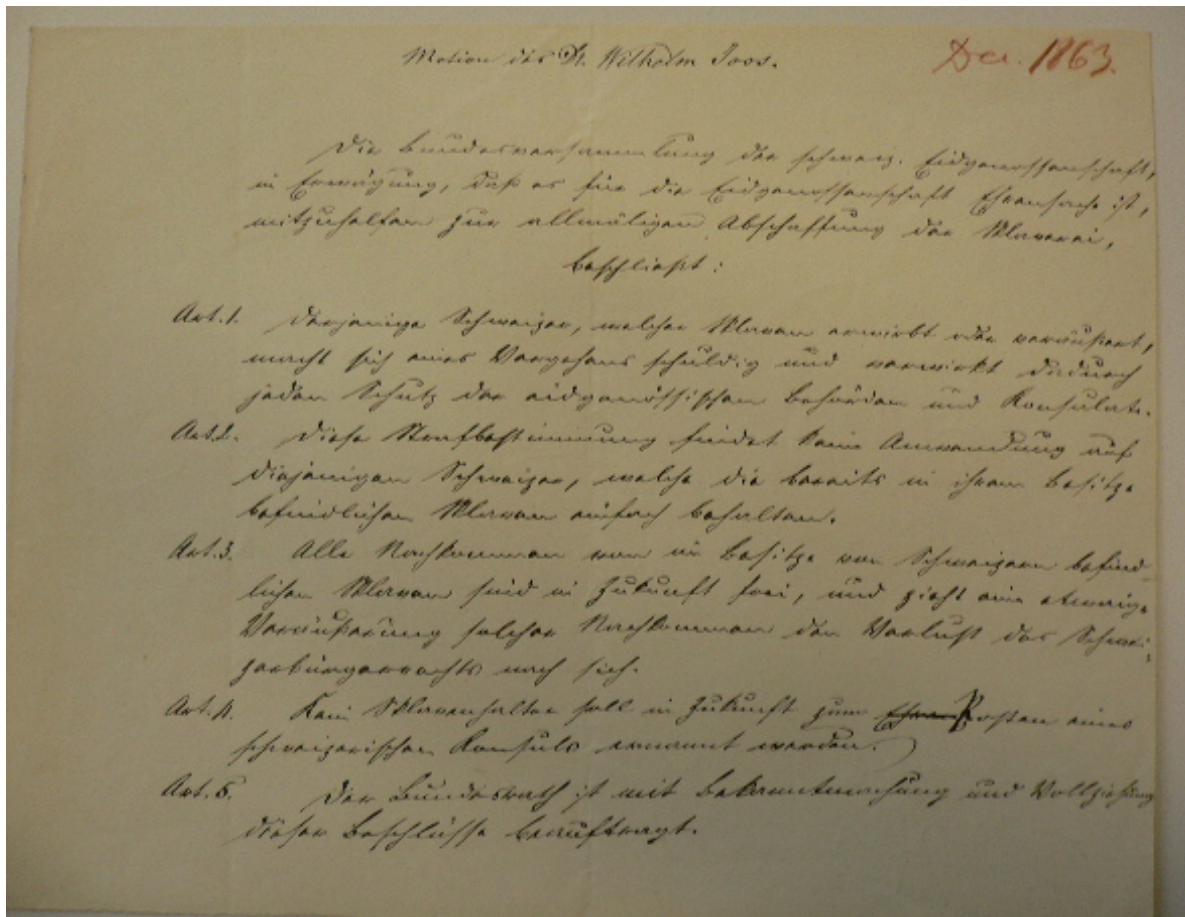 Motion des Dr. Wilhelm Joos.
Dec. 1863.
Die Bundesversammlung der schweiz. Eidgenossenschaft,
in Erwägung, daß es für die Eidgenossenschaft Ehrensache ist,
mitzuhelfen zur allmäligen Abschaffung der Sklaverei,
beschließt:
Art. 1. Derjenige Schweizer, welcher Sklaven erwirbt oder veräußert,
macht sich eines Vergehens schuldig und verwirkt dadurch
jeden Schutz der eidgenössischen Behörden und Konsulate.
Art. 2. Diese Strafbestimmung findet keine Anwendung auf
diejenigen Schweizer, welche die bereits in ihrem Besitze
befindlichen Sklaven einfach behalten.
Art. 3. Alle Nachkommen von im Besitze von Schweizern befind-
lichen Sklaven sind in Zukunft frei, und zieht eine etwaige
Veräußerung solcher Nachkommen den Verlust des Schwei-
zerbürgerrechts nach sich.
Art. 4. Kein Sklavenhalter soll in Zukunft zum Posten eines
schweizerischen Konsuls ernannt werden.
Art. 5. Der Bundesrath ist mit Bekanntmachung und Vollziehung
dieser Beschlüsse beauftragt.